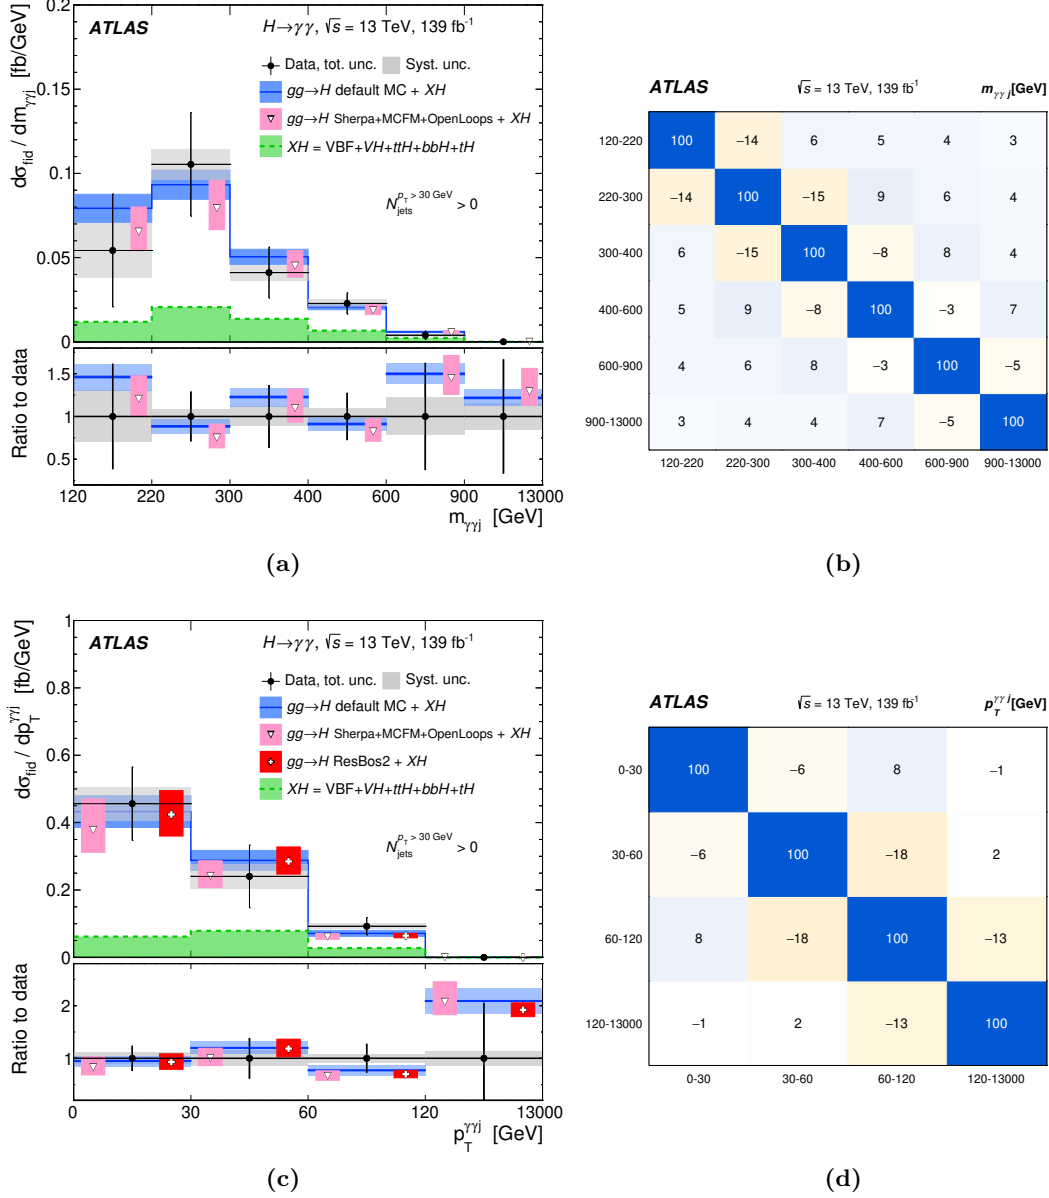 ATLAS
H→γγ, √s = 13 TeV, 139 fb⁻¹
Data, tot. unc. Syst. unc.
gg→H default MC + XH
gg→H Sherpa+MCFM+OpenLoops + XH
XH = VBF+VH+ttH+bbH+tH
N_jets^{p_T > 30 GeV} > 0
dσ_fid / dm_γγj [fb/GeV]
0.2
0.15
0.1
0.05
0
Ratio to data
1.5
1
0.5
120 220 300 400 600 900 13000
m_γγj [GeV]
(a)
ATLAS √s = 13 TeV, 139 fb⁻¹ m_γγj[GeV]
120-220 100 −14 6 5 4 3
220-300 −14 100 −15 9 6 4
300-400 6 −15 100 −8 8 4
400-600 5 9 −8 100 −3 7
600-900 4 6 8 −3 100 −5
900-13000 3 4 4 7 −5 100
120-220 220-300 300-400 400-600 600-900 900-13000
(b)
ATLAS
H→γγ, √s = 13 TeV, 139 fb⁻¹
Data, tot. unc. Syst. unc.
gg→H default MC + XH
gg→H Sherpa+MCFM+OpenLoops + XH
gg→H ResBos2 + XH
XH = VBF+VH+ttH+bbH+tH
N_jets^{p_T > 30 GeV} > 0
dσ_fid / dp_T^γγj [fb/GeV]
1
0.8
0.6
0.4
0.2
0
Ratio to data
2
1
0 30 60 120 13000
p_T^γγj [GeV]
(c)
ATLAS √s = 13 TeV, 139 fb⁻¹ p_T^γγj[GeV]
0-30 100 −6 8 −1
30-60 −6 100 −18 2
60-120 8 −18 100 −13
120-13000 −1 2 −13 100
0-30 30-60 60-120 120-13000
(d)